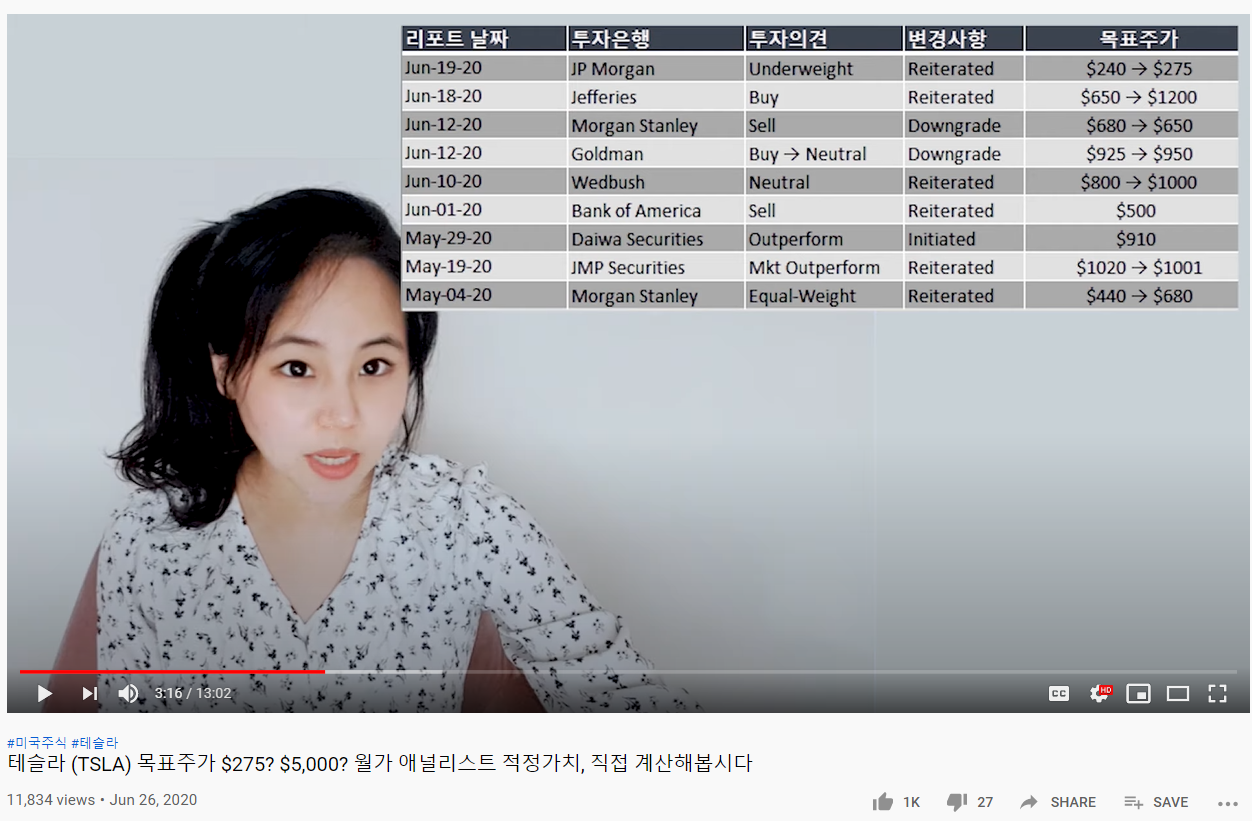 리포트 날짜 투자은행 투자의견 변경사항 목표주가
Jun-19-20 JP Morgan Underweight Reiterated $240 → $275
Jun-18-20 Jefferies Buy Reiterated $650 → $1200
Jun-12-20 Morgan Stanley Sell Downgrade $680 → $650
Jun-12-20 Goldman Buy → Neutral Downgrade $925 → $950
Jun-10-20 Wedbush Neutral Reiterated $800 → $1000
Jun-01-20 Bank of America Sell Reiterated $500
May-29-20 Daiwa Securities Outperform Initiated $910
May-19-20 JMP Securities Mkt Outperform Reiterated $1020 → $1001
May-04-20 Morgan Stanley Equal-Weight Reiterated $440 → $680
3:16 / 13:02 CC HD
#미국주식 #테슬라
테슬라 (TSLA) 목표주가 $275? $5,000? 월가 애널리스트 적정가치, 직접 계산해봅시다
11,834 views • Jun 26, 2020 1K 27 SHARE SAVE